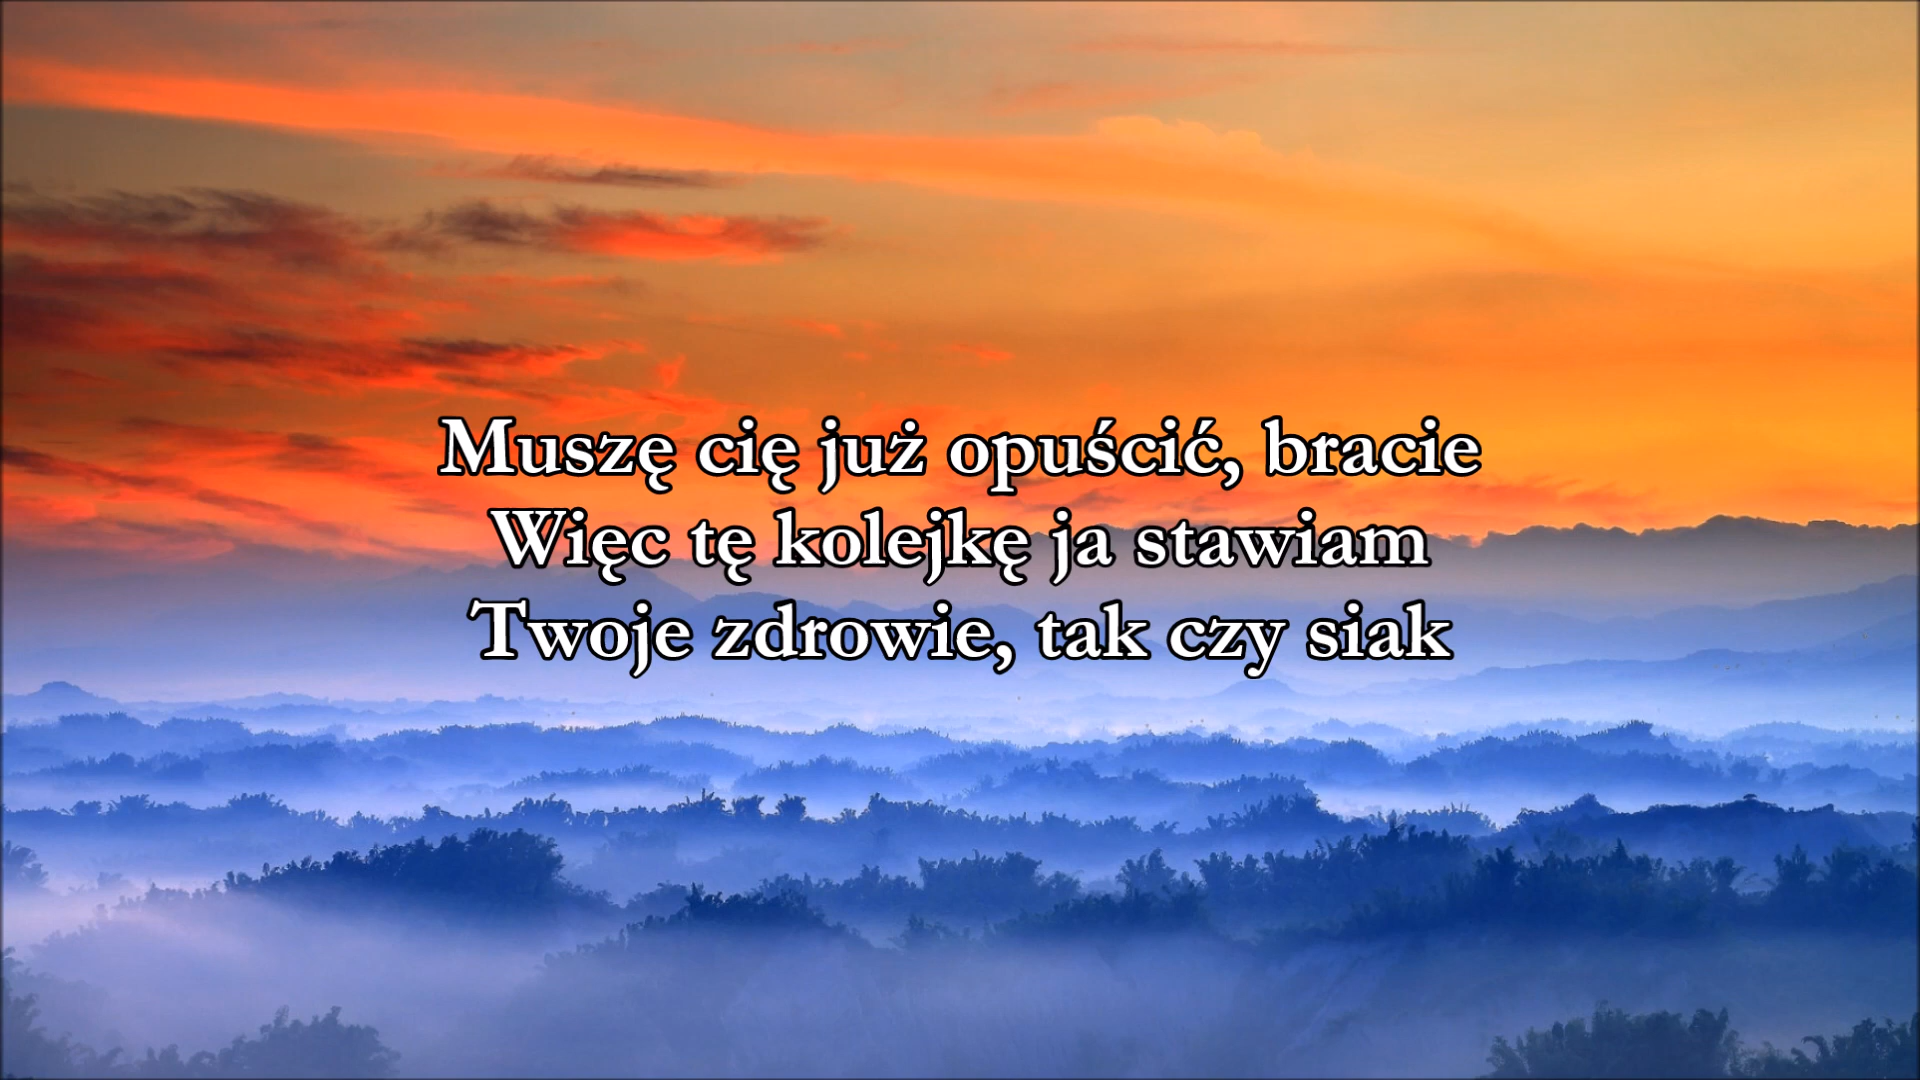 Muszę cię już opuścić, bracie
Więc tę kolejkę ja stawiam
Twoje zdrowie, tak czy siak